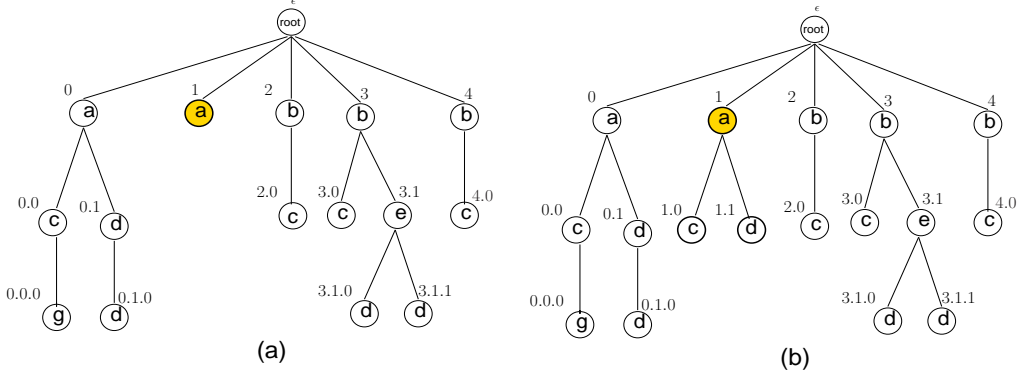 ϵ ϵ
root root
0 1 2 3 4 0 1 2 3 4
a a b b b a a b b b
0.0 0.1 2.0 3.0 3.1 4.0 0.0 0.1 1.0 1.1 2.0 3.0 3.1 4.0
c d c c e c c d c d c c e c
0.0.0 0.1.0 3.1.0 3.1.1 0.0.0 0.1.0 3.1.0 3.1.1
g d d d g d d d
(a) (b)